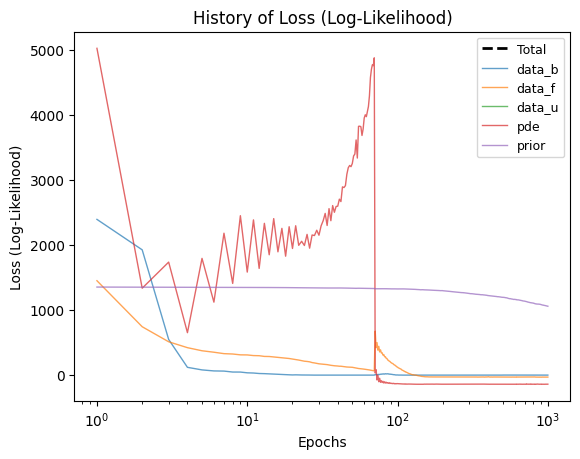 History of Loss (Log-Likelihood)
Total
data_b
data_f
data_u
pde
prior
Loss (Log-Likelihood)
5000
4000
3000
2000
1000
0
10⁰
10¹
10²
10³
Epochs